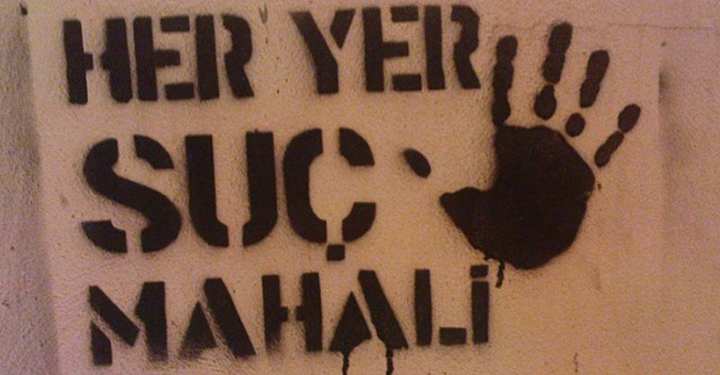 HER YER
SUÇ
MAHALİ